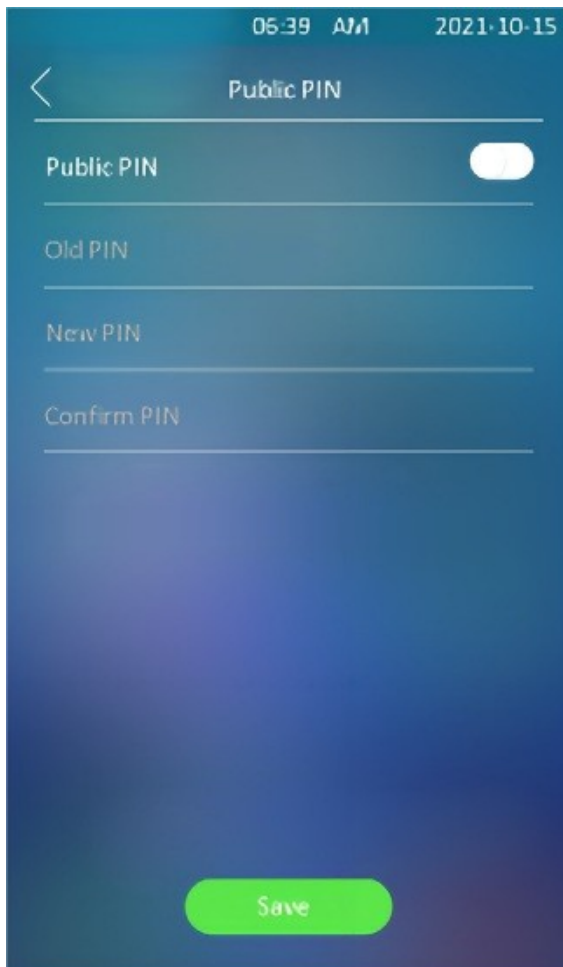 06:39 AM 2021-10-15
Public PIN
Public PIN
Old PIN
New PIN
Confirm PIN
Save